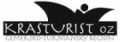 KRASTURIST OZ
GEMERSKO-TURNIANSKY REGIÓN